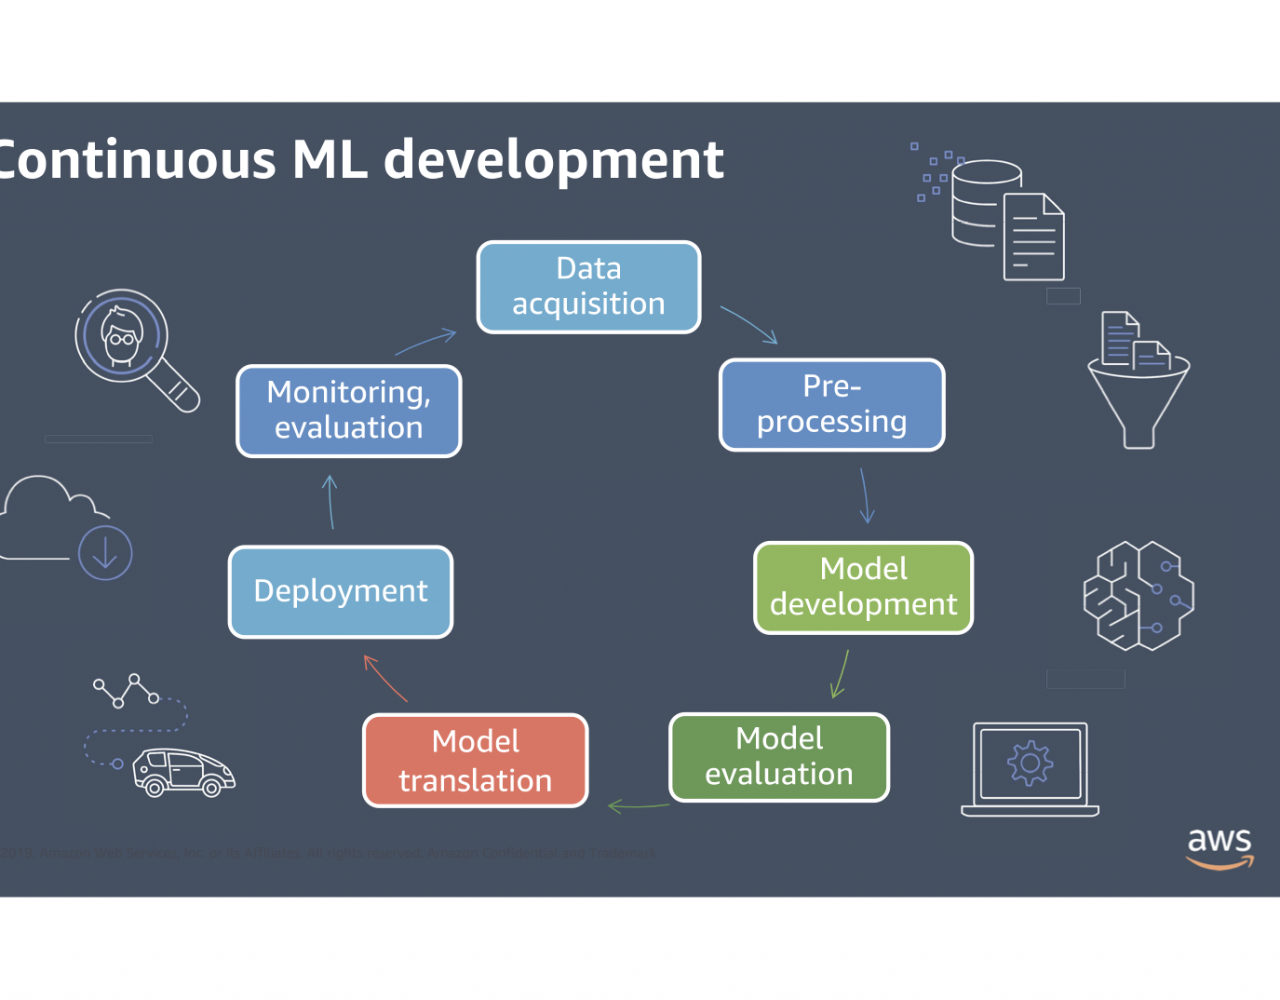 Continuous ML development
Data
acquisition
Monitoring,
evaluation
Pre-
processing
Deployment
Model
development
Model
translation
Model
evaluation
2019, Amazon Web Services, Inc. or its Affiliates. All rights reserved. Amazon Confidential and Trademark
aws